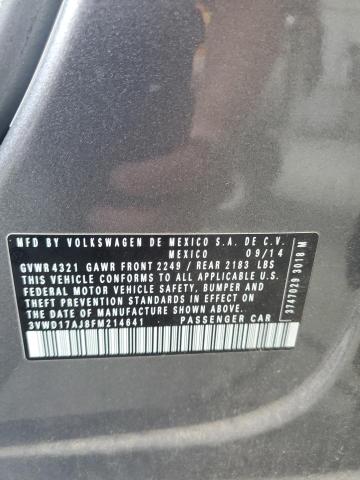 MFD BY VOLKSWAGEN DE MEXICO S.A. DE C.V.
MEXICO 09/14
GVWR 4321 GAWR FRONT 2249 / REAR 2183 LBS
THIS VEHICLE CONFORMS TO ALL APPLICABLE U.S.
FEDERAL MOTOR VEHICLE SAFETY, BUMPER AND
THEFT PREVENTION STANDARDS IN EFFECT ON
THE DATE OF MANUFACTURE SHOWN ABOVE.
3VWD17AJ8FM214641 PASSENGER CAR
3747029 3018 M